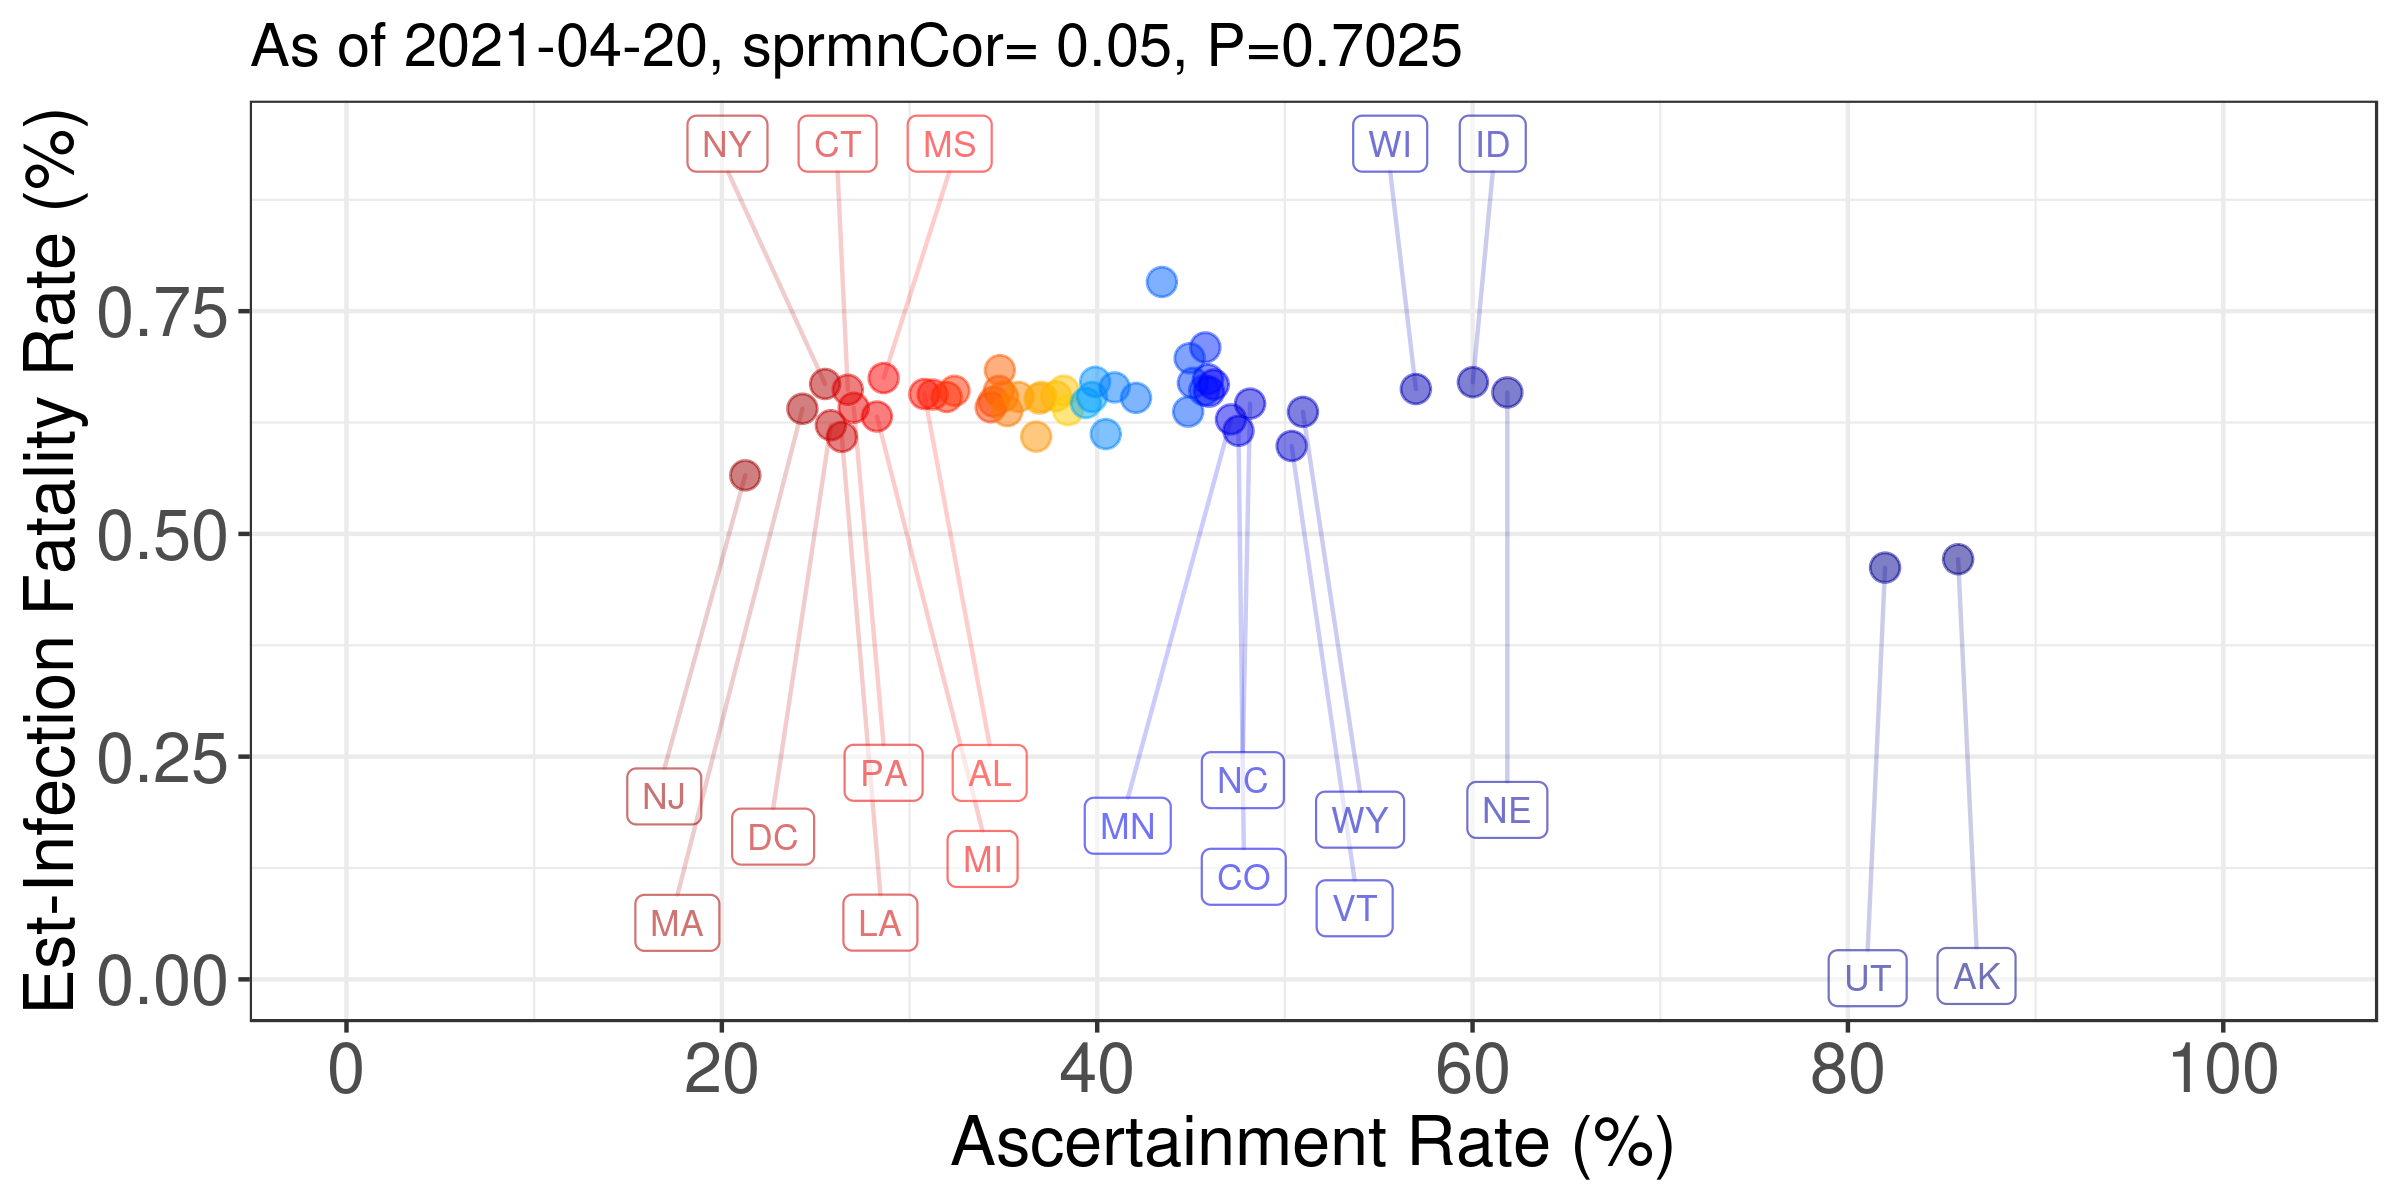 As of 2021-04-20, sprmnCor= 0.05, P=0.7025
Est-Infection Fatality Rate (%)
0.75
0.50
0.25
0.00
NY
CT
MS
WI
ID
NJ
PA
AL
NC
MN
WY
NE
DC
MI
CO
VT
MA
LA
UT
AK
0
20
40
60
80
100
Ascertainment Rate (%)